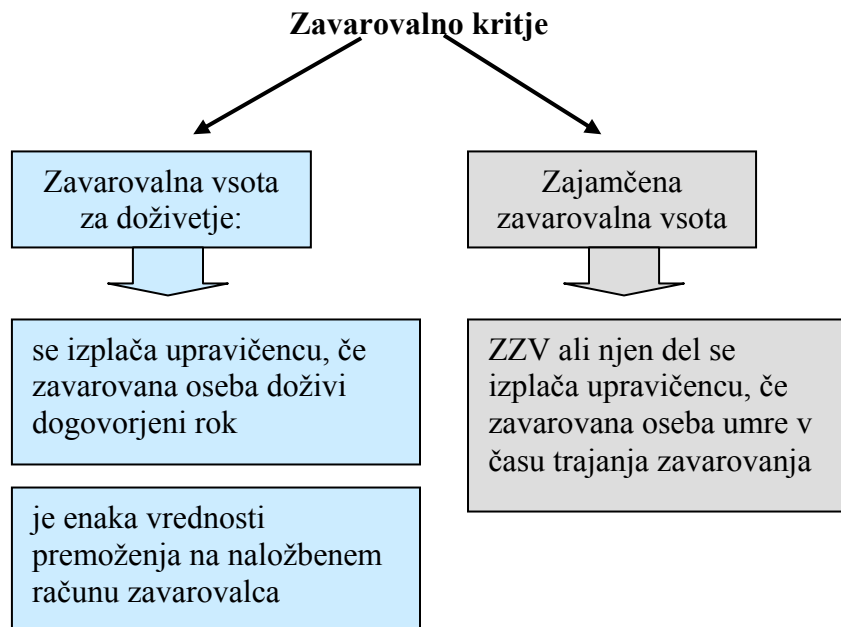 Zavarovalno kritje
Zavarovalna vsota
za doživetje:
se izplača upravičencu, če
zavarovana oseba doživi
dogovorjeni rok
je enaka vrednosti
premoženja na naložbenem
računu zavarovalca
Zajamčena
zavarovalna vsota
ZZV ali njen del se
izplača upravičencu, če
zavarovana oseba umre v
času trajanja zavarovanja